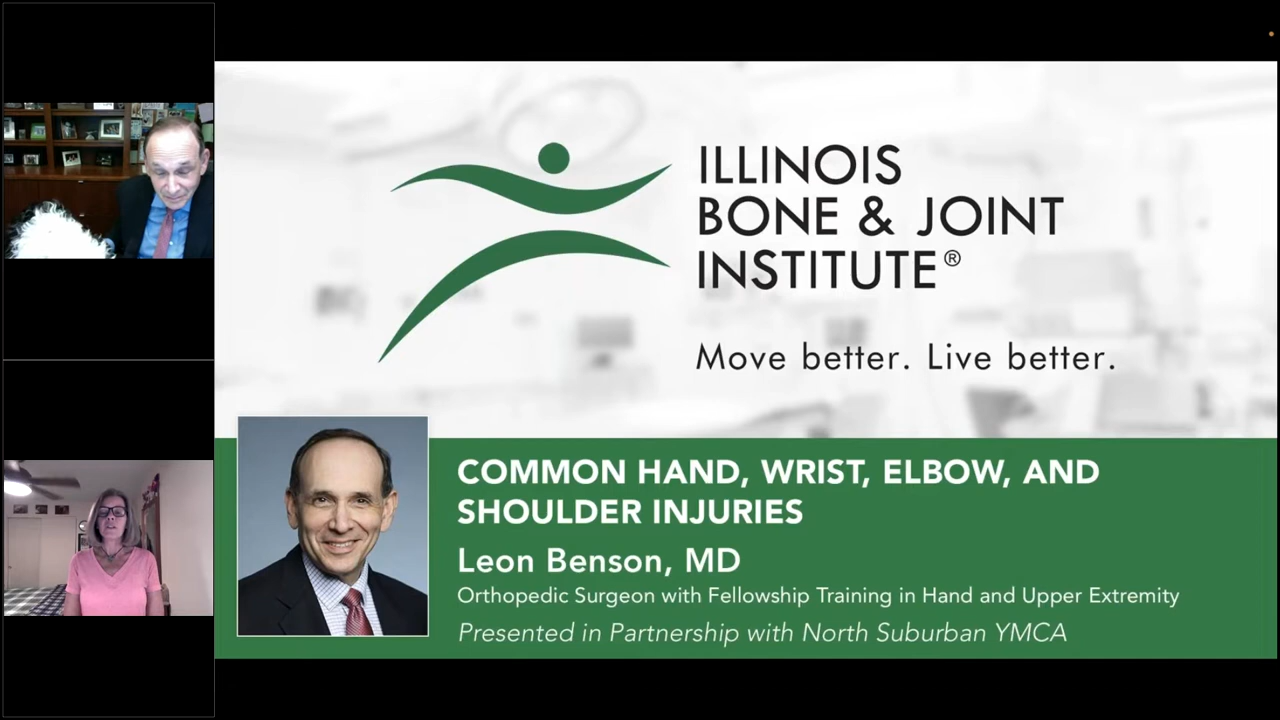 ILLINOIS
BONE & JOINT
INSTITUTE®
Move better. Live better.
COMMON HAND, WRIST, ELBOW, AND
SHOULDER INJURIES
Leon Benson, MD
Orthopedic Surgeon with Fellowship Training in Hand and Upper Extremity
Presented in Partnership with North Suburban YMCA